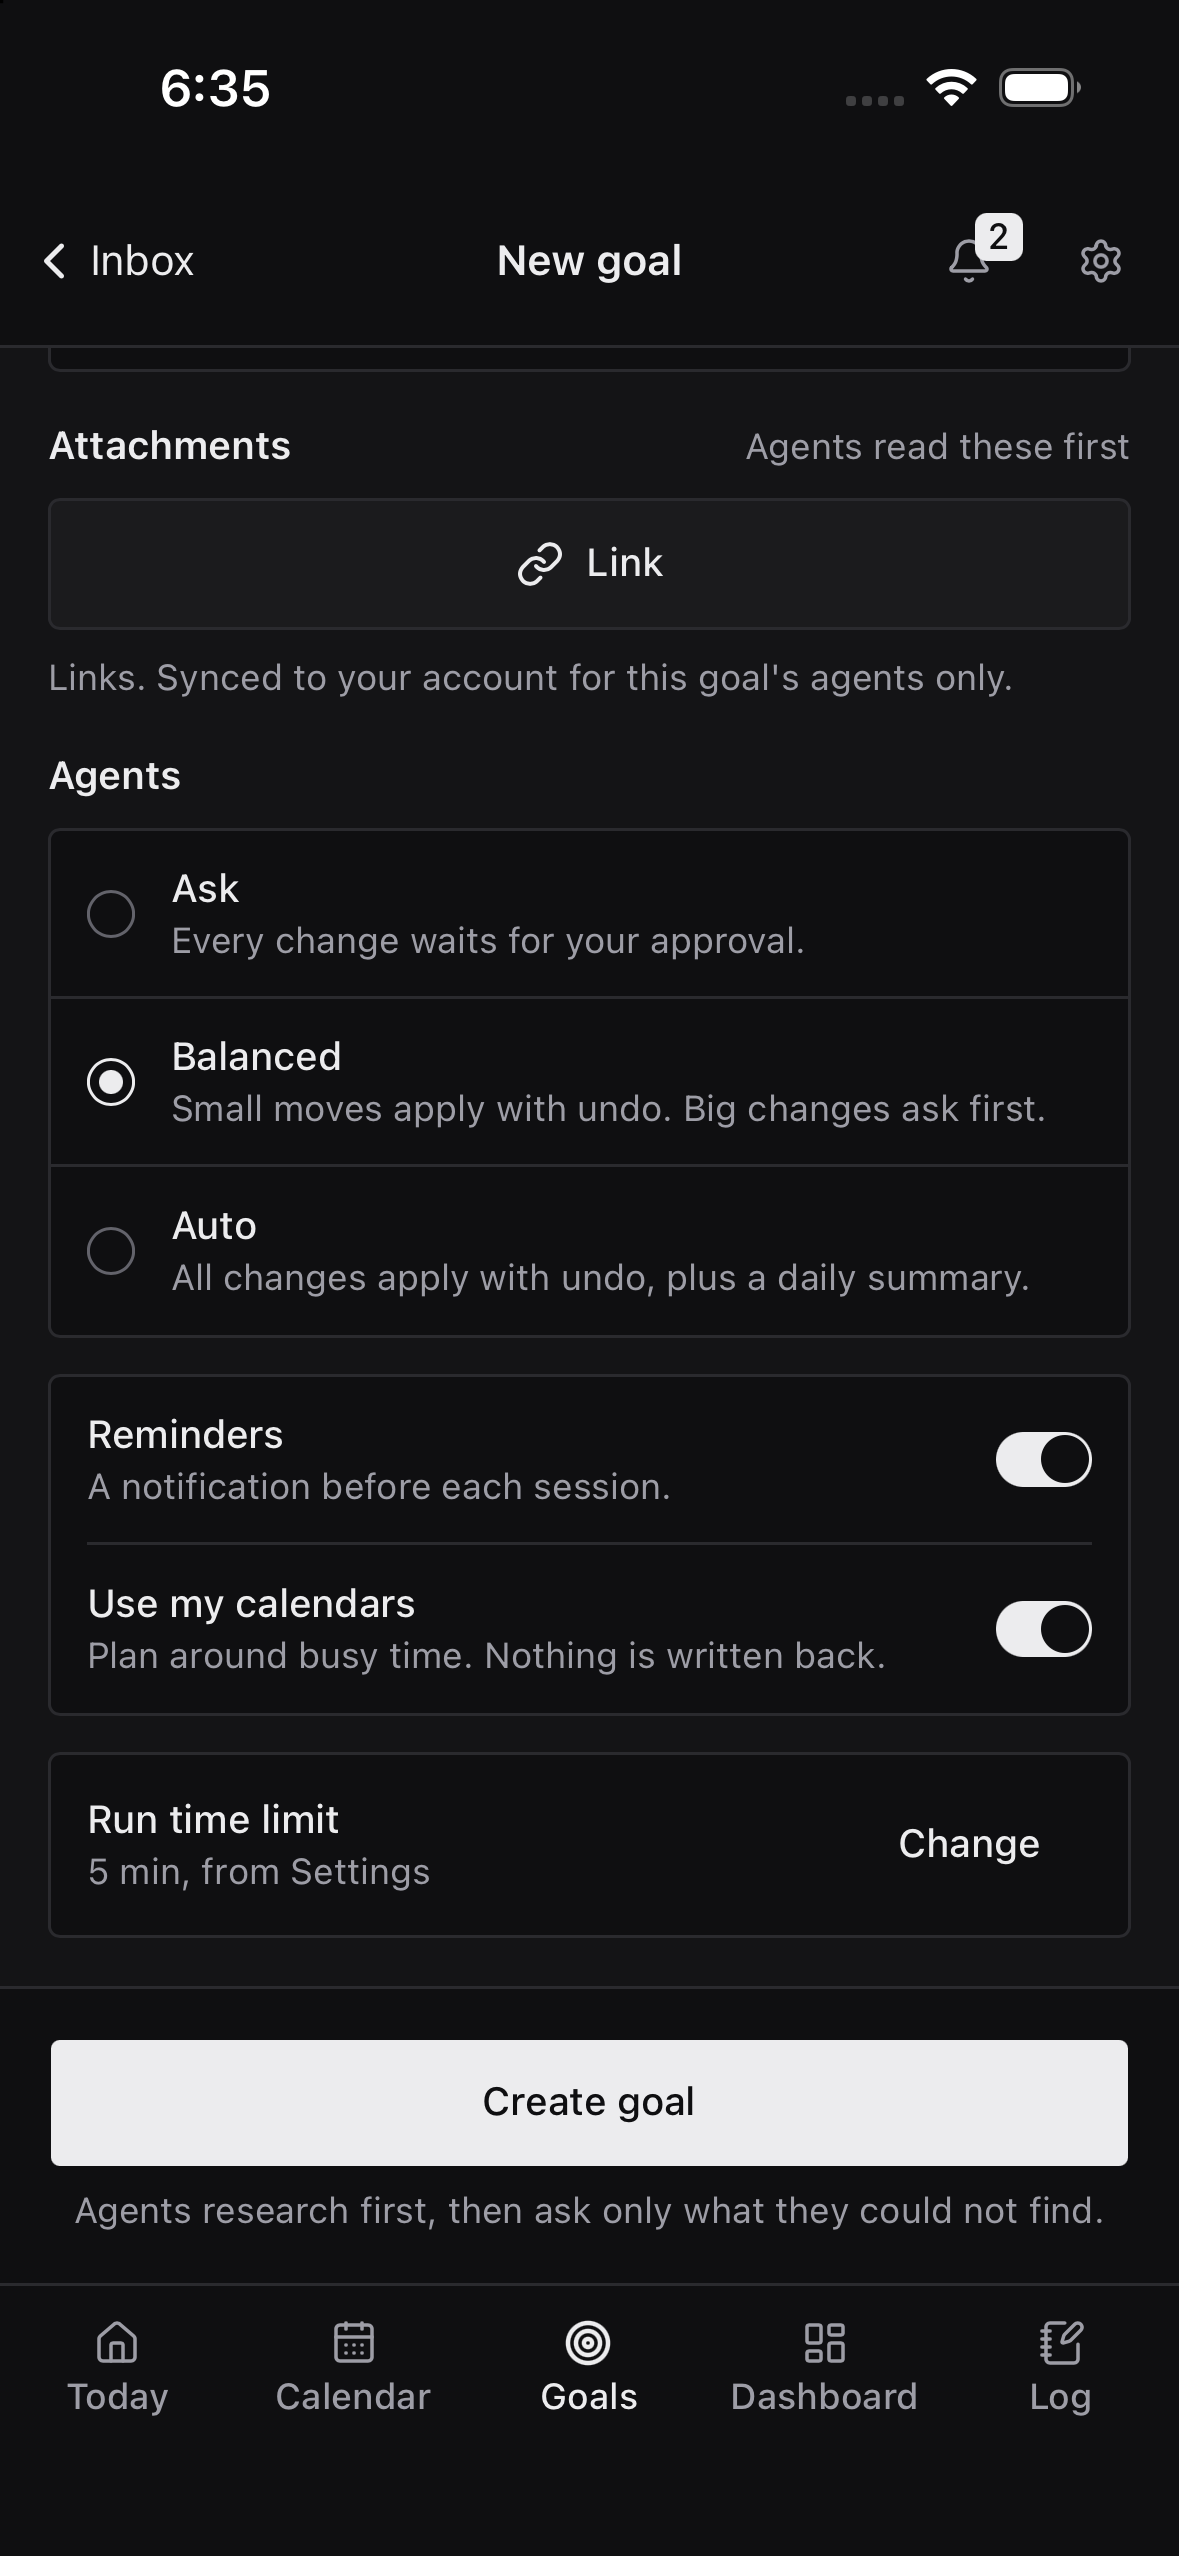 6:35
Inbox
New goal
2
Attachments
Agents read these first
Link
Links. Synced to your account for this goal's agents only.
Agents
Ask
Every change waits for your approval.
Balanced
Small moves apply with undo. Big changes ask first.
Auto
All changes apply with undo, plus a daily summary.
Reminders
A notification before each session.
Use my calendars
Plan around busy time. Nothing is written back.
Run time limit
5 min, from Settings
Change
Create goal
Agents research first, then ask only what they could not find.
Today
Calendar
Goals
Dashboard
Log